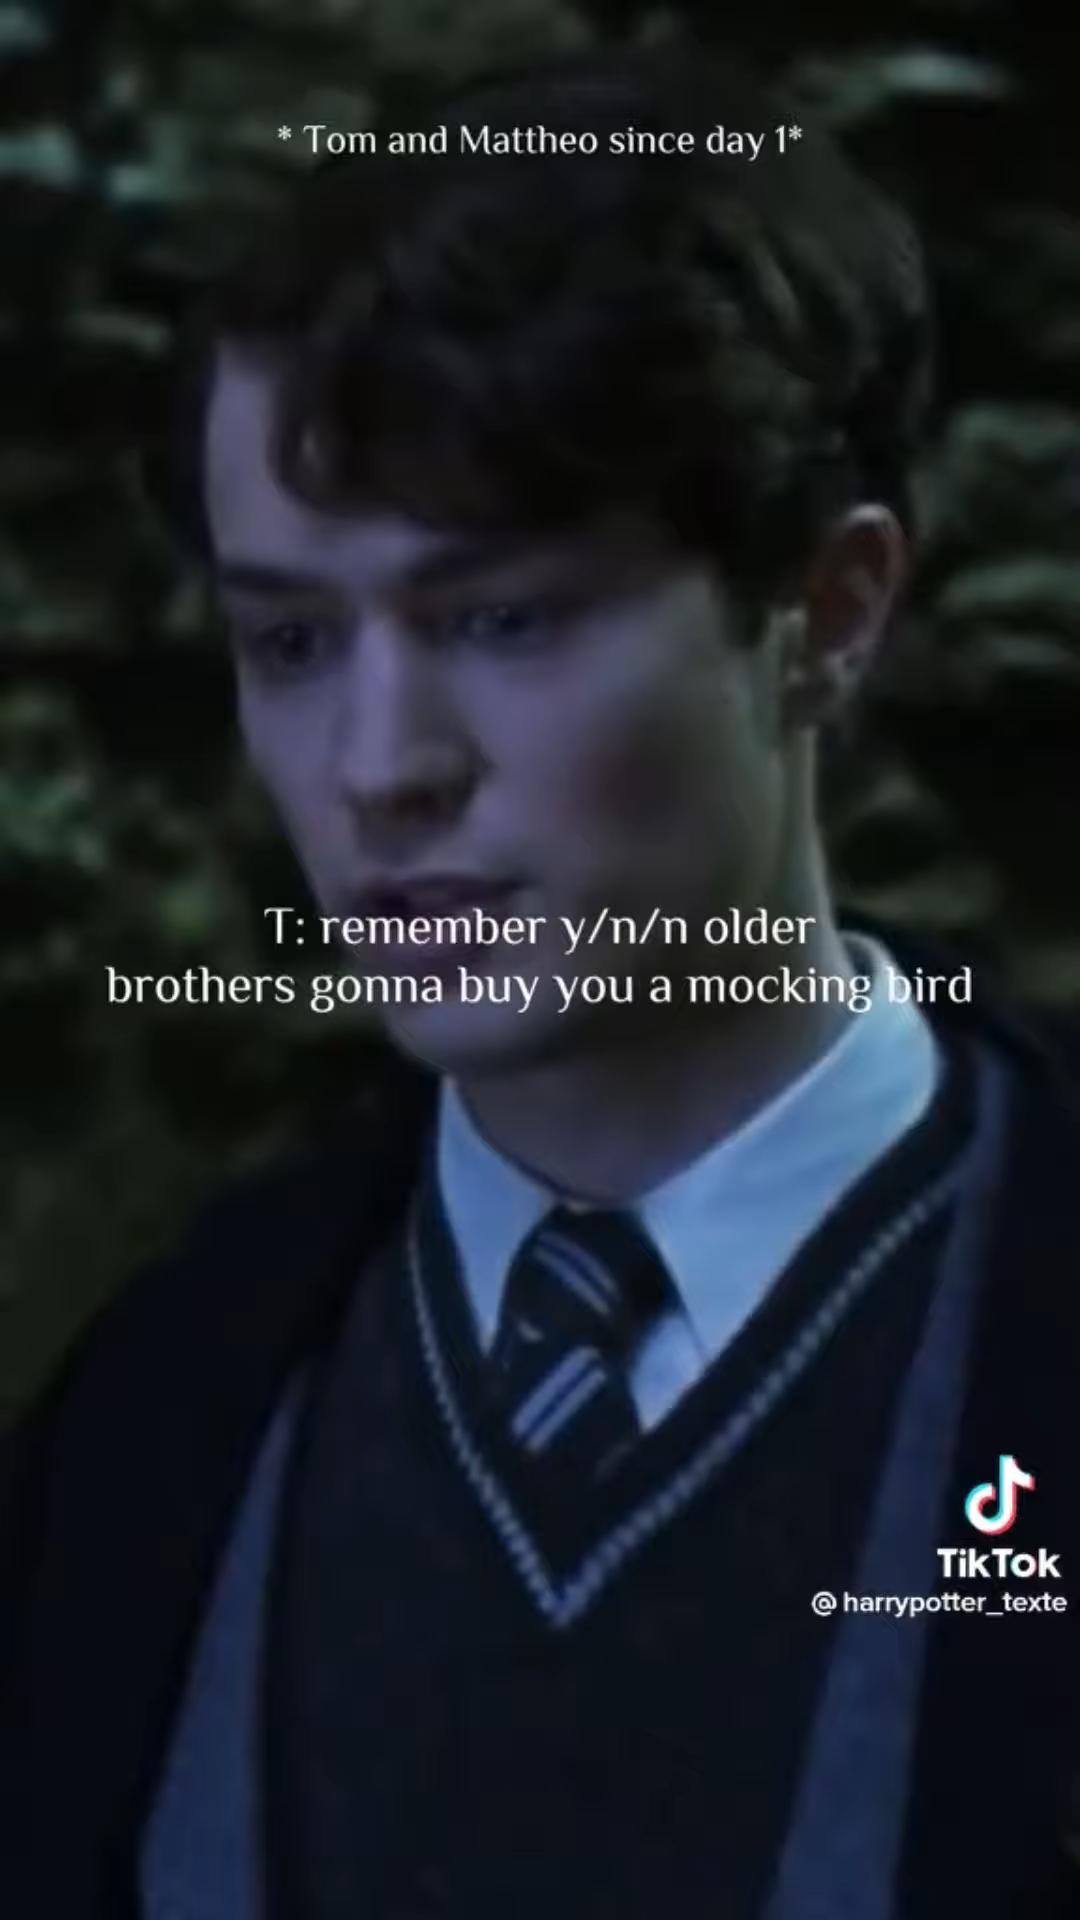 * Tom and Mattheo since day 1*
T: remember y/n/n older
brothers gonna buy you a mocking bird
TikTok
@harrypotter_texte